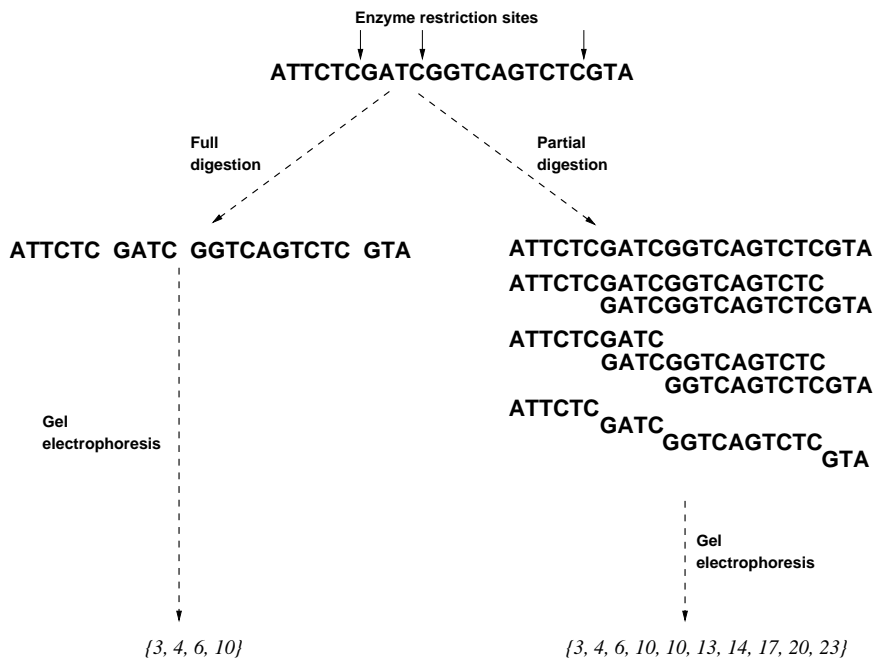 Enzyme restriction sites
ATTCTCGATCGGTCAGTCTCGTA
Full
digestion
Partial
digestion
ATTCTC GATC GGTCAGTCTC GTA
ATTCTCGATCGGTCAGTCTCGTA
ATTCTCGATCGGTCAGTCTC
GATCGGTCAGTCTCGTA
ATTCTCGATC
GATCGGTCAGTCTC
GGTCAGTCTCGTA
ATTCTC
GATC
GGTCAGTCTC
GTA
Gel
electrophoresis
Gel
electrophoresis
{3, 4, 6, 10}
{3, 4, 6, 10, 10, 13, 14, 17, 20, 23}